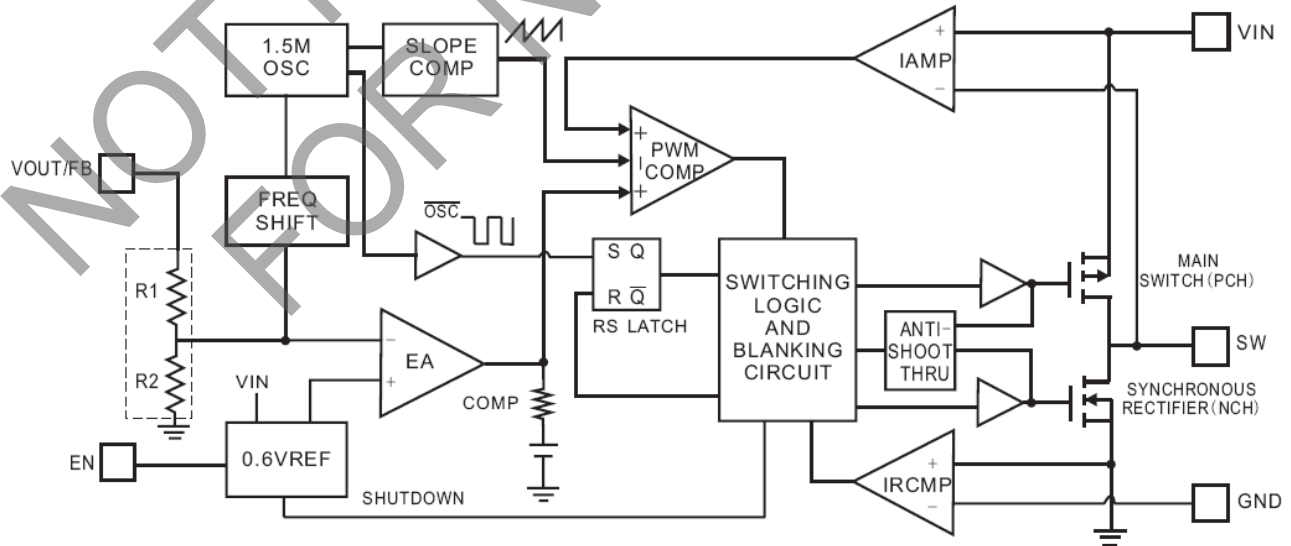 NOT
FOR N
1.5M
OSC
SLOPE
COMP
IAMP
+
−
VIN
VOUT/FB
FREQ
SHIFT
+
−
+
PWM
COMP
OSC
S Q
R Q
RS LATCH
SWITCHING
LOGIC
AND
BLANKING
CIRCUIT
MAIN
SWITCH(PCH)
ANTI-
SHOOT
THRU
SW
R1
R2
−
+
EA
VIN
COMP
SYNCHRONOUS
RECTIFIER(NCH)
EN
0.6VREF
SHUTDOWN
+
−
IRCMP
GND